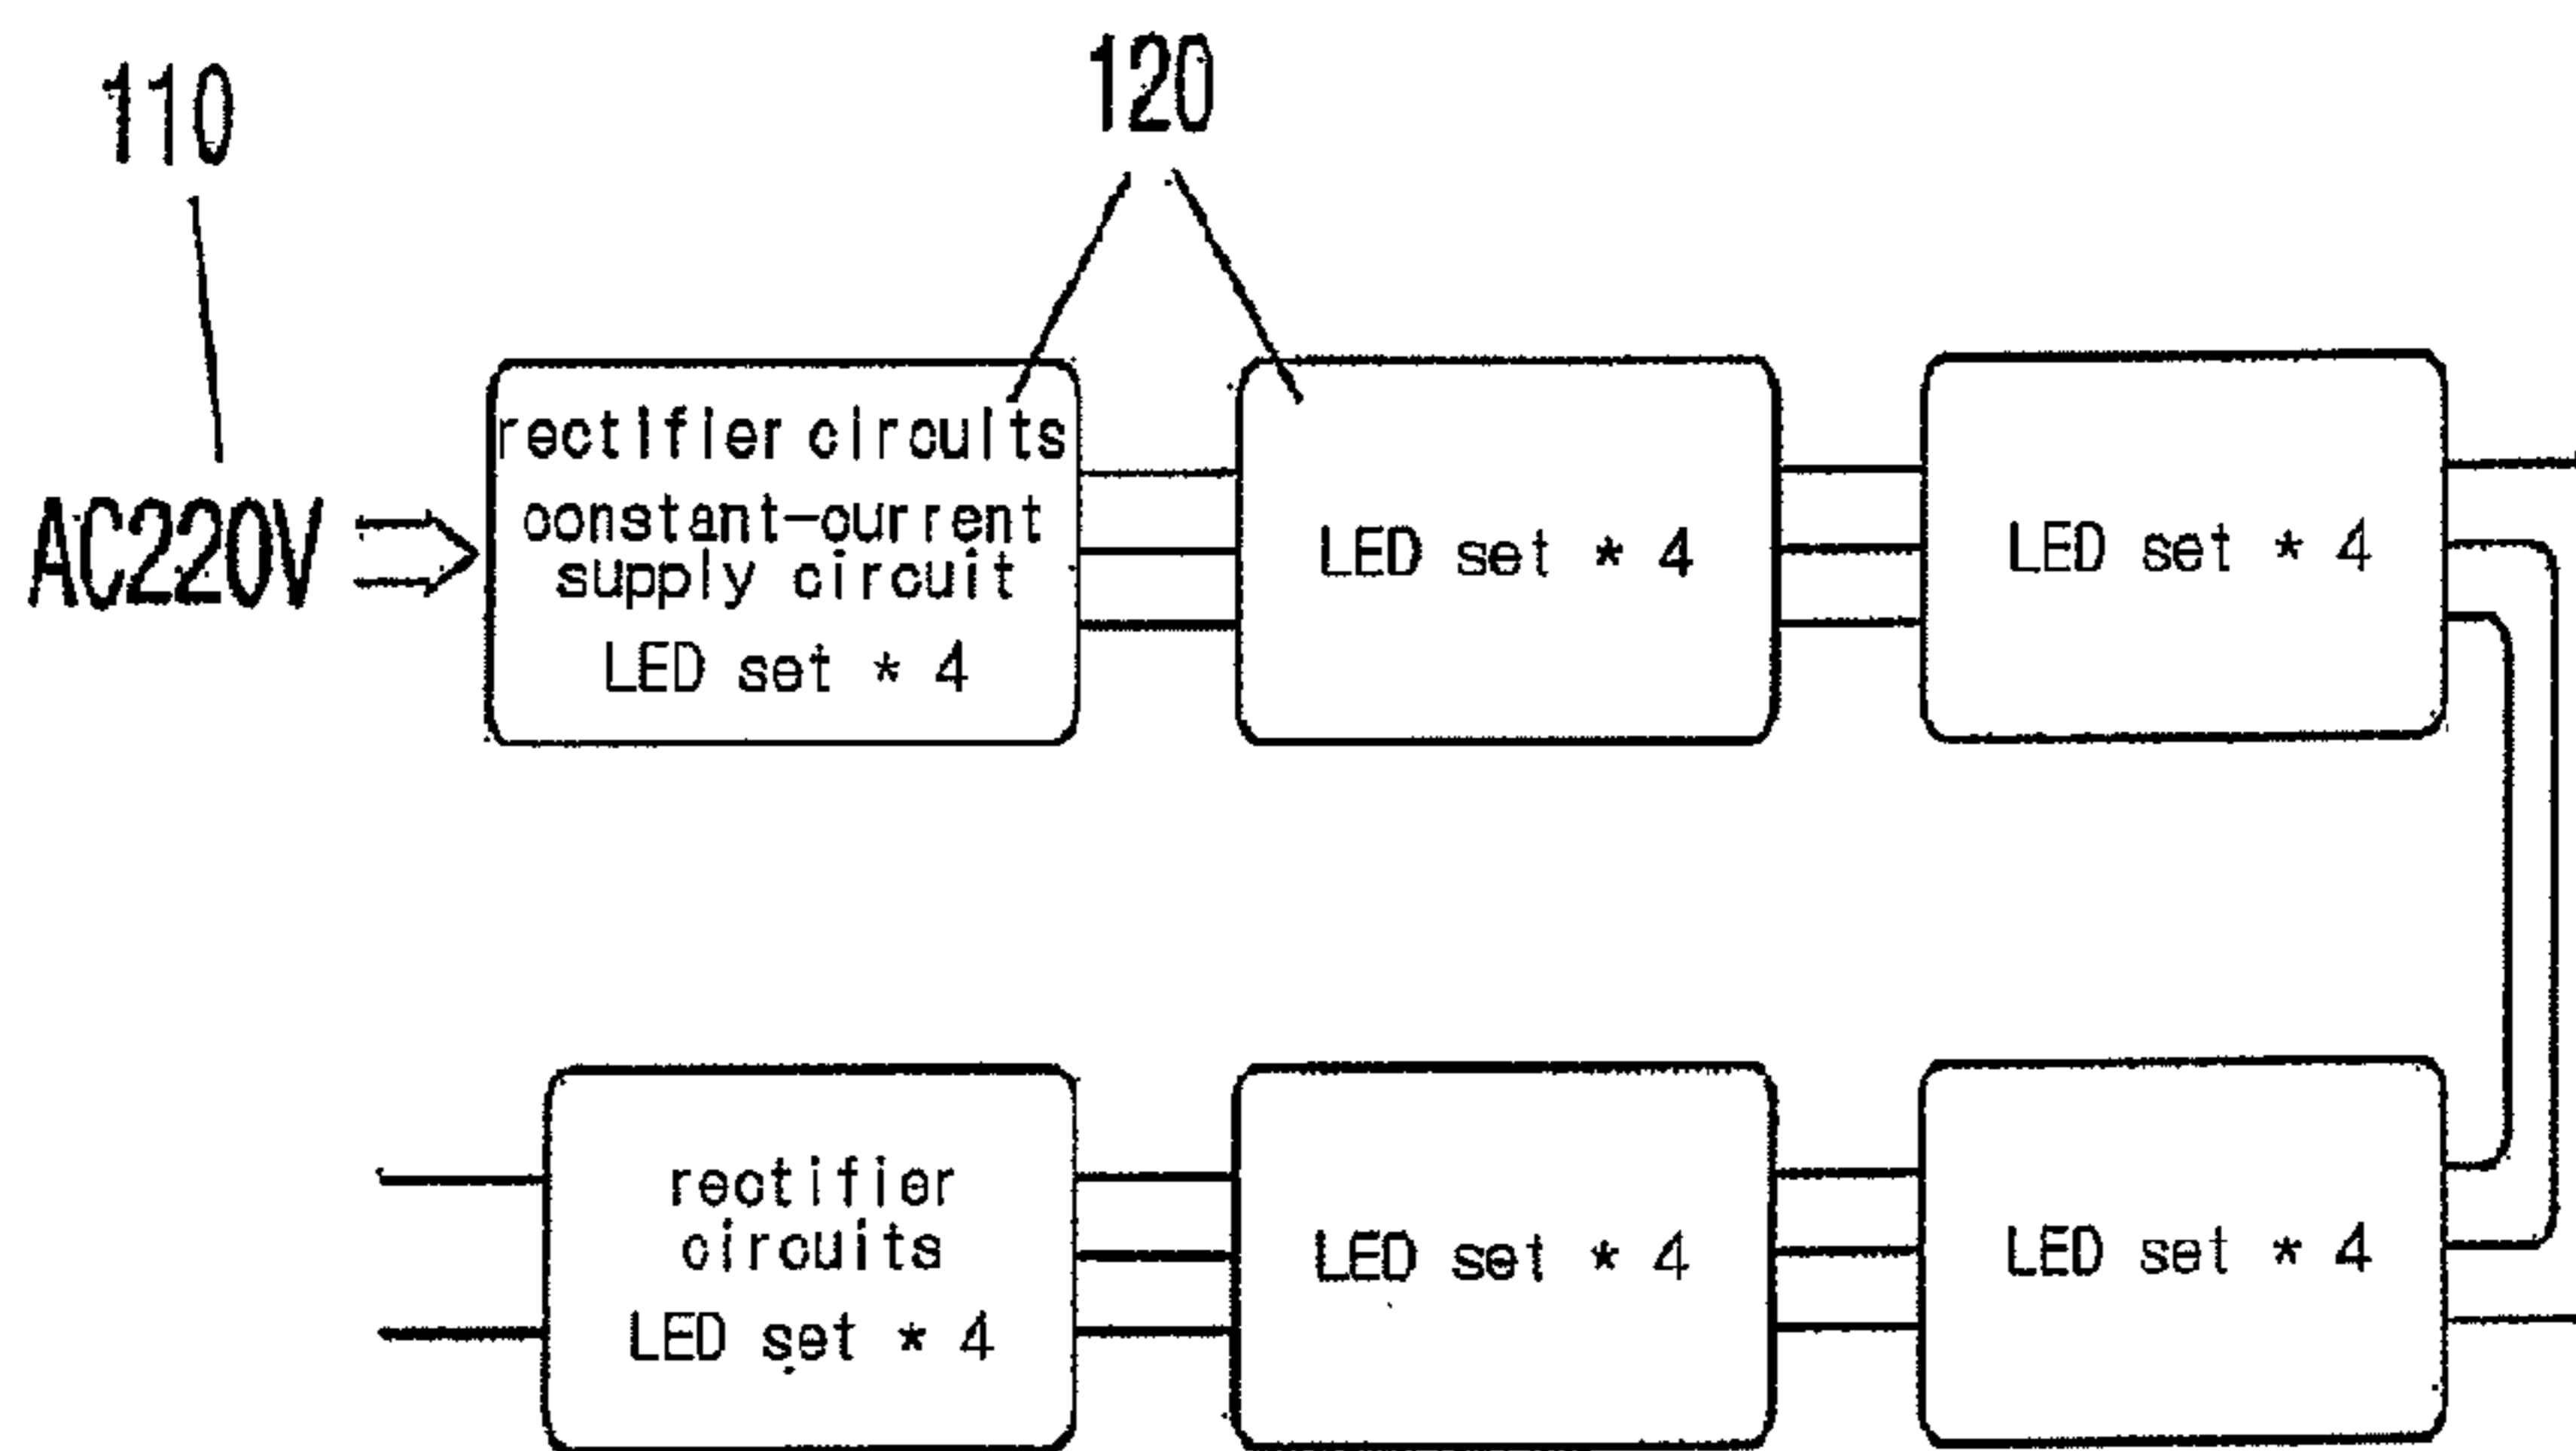 110
120
AC220V
rectifier circuits
constant-current
supply circuit
LED set * 4
LED set * 4
LED set * 4
rectifier
circuits
LED set * 4
LED set * 4
LED set * 4